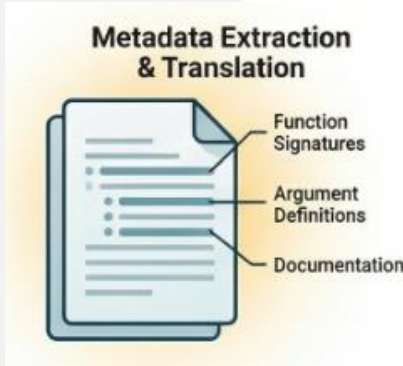 Metadata Extraction
& Translation
Function
Signatures
Argument
Definitions
Documentation